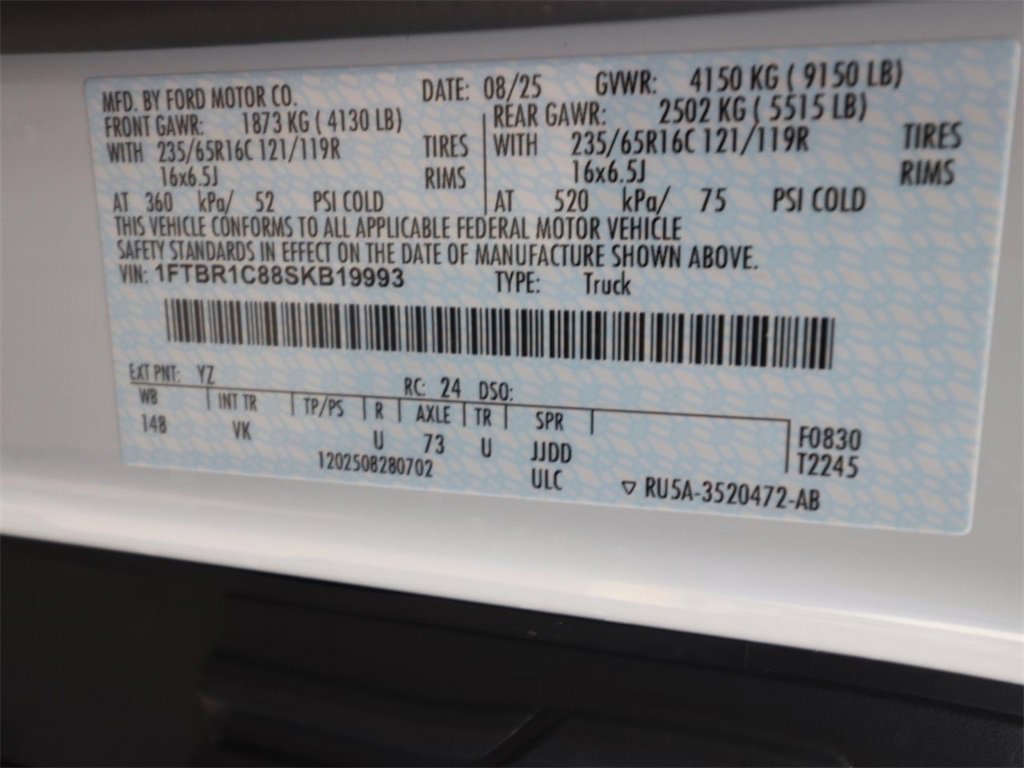 MFD. BY FORD MOTOR CO. DATE: 08/25 GVWR: 4150 KG ( 9150 LB)
FRONT GAWR: 1873 KG ( 4130 LB) REAR GAWR: 2502 KG ( 5515 LB)
WITH 235/65R16C 121/119R TIRES WITH 235/65R16C 121/119R TIRES
16x6.5J RIMS 16x6.5J RIMS
AT 360 kPa/ 52 PSI COLD AT 520 kPa/ 75 PSI COLD
THIS VEHICLE CONFORMS TO ALL APPLICABLE FEDERAL MOTOR VEHICLE
SAFETY STANDARDS IN EFFECT ON THE DATE OF MANUFACTURE SHOWN ABOVE.
VIN: 1FTBR1C88SKB19993 TYPE: Truck
EXT PNT: YZ RC: 24 DSO:
WB INT TR TP/PS R AXLE TR SPR
148 VK U 73 U JJDD F0830
1202508280702 ULC T2245
RU5A-3520472-AB